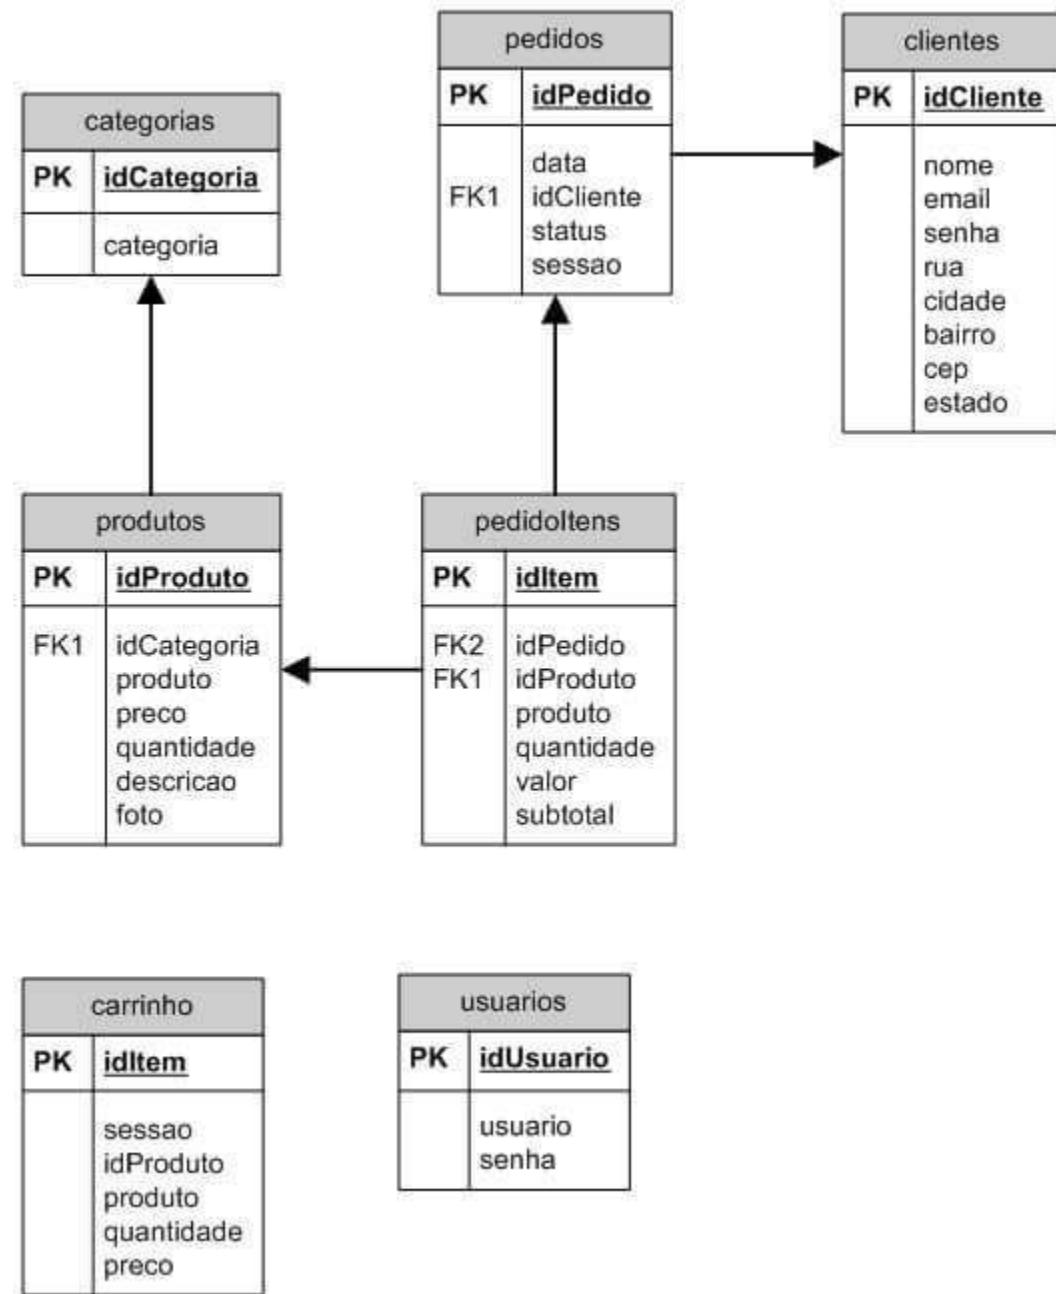 categorias
PK idCategoria
categoria
pedidos
PK idPedido
data
FK1 idCliente
status
sessao
clientes
PK idCliente
nome
email
senha
rua
cidade
bairro
cep
estado
produtos
PK idProduto
FK1 idCategoria
produto
preco
quantidade
descricao
foto
pedidoItens
PK idItem
FK2 idPedido
FK1 idProduto
produto
quantidade
valor
subtotal
carrinho
PK idItem
sessao
idProduto
produto
quantidade
preco
usuarios
PK idUsuario
usuario
senha